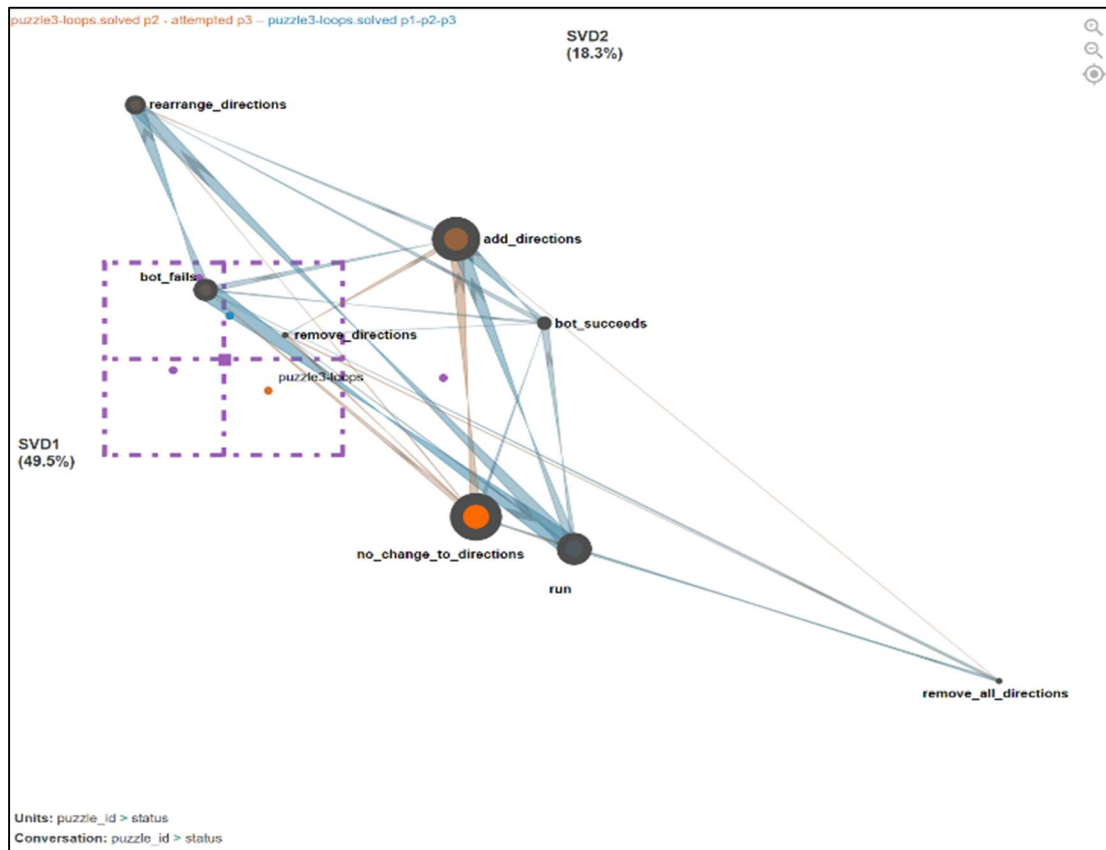 puzzle3-loops.solved p2 - attempted p3 – puzzle3-loops.solved p1-p2-p3
SVD2
(18.3%)
rearrange_directions
add_directions
bot_fails
bot_succeeds
remove_directions
puzzle3-loops
SVD1
(49.5%)
no_change_to_directions
run
remove_all_directions
Units: puzzle_id > status
Conversation: puzzle_id > status